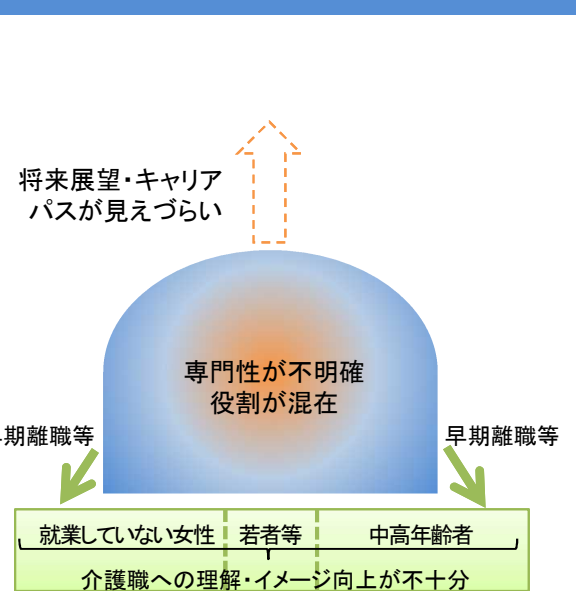 将来展望・キャリア
パスが見えづらい
専門性が不明確
役割が混在
期離職等
早期離職等
就業していない女性 若者等 中高年齢者
介護職への理解・イメージ向上が不十分